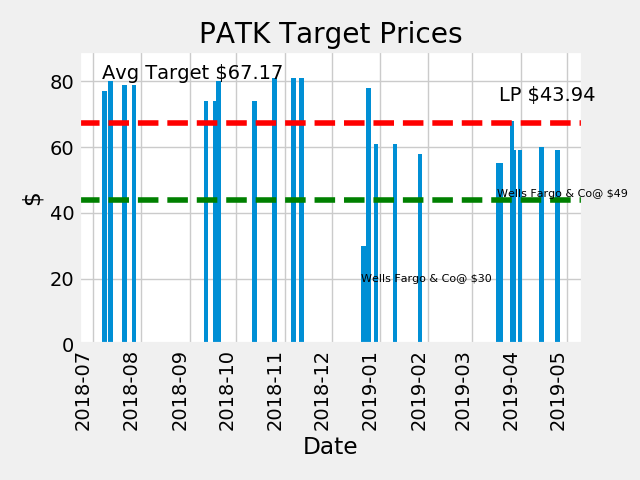 PATK Target Prices
Avg Target $67.17
LP $43.94
Wells Fargo & Co@ $49
Wells Fargo & Co@ $30
$
80
60
40
20
0
2018-07
2018-08
2018-09
2018-10
2018-11
2018-12
2019-01
2019-02
2019-03
2019-04
2019-05
Date